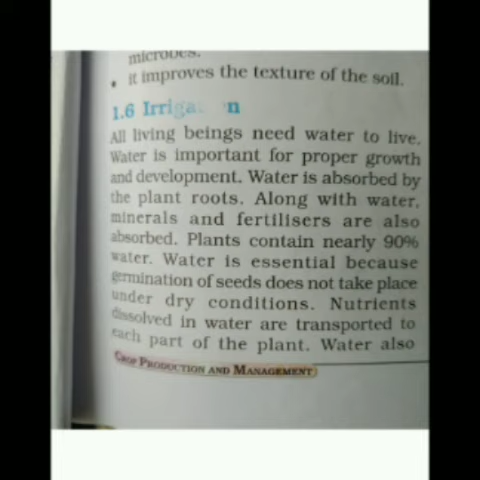 microbes.
• it improves the texture of the soil.
1.6 Irrigation
All living beings need water to live.
Water is important for proper growth
and development. Water is absorbed by
the plant roots. Along with water,
minerals and fertilisers are also
absorbed. Plants contain nearly 90%
water. Water is essential because
germination of seeds does not take place
under dry conditions. Nutrients
dissolved in water are transported to
each part of the plant. Water also
CROP PRODUCTION AND MANAGEMENT